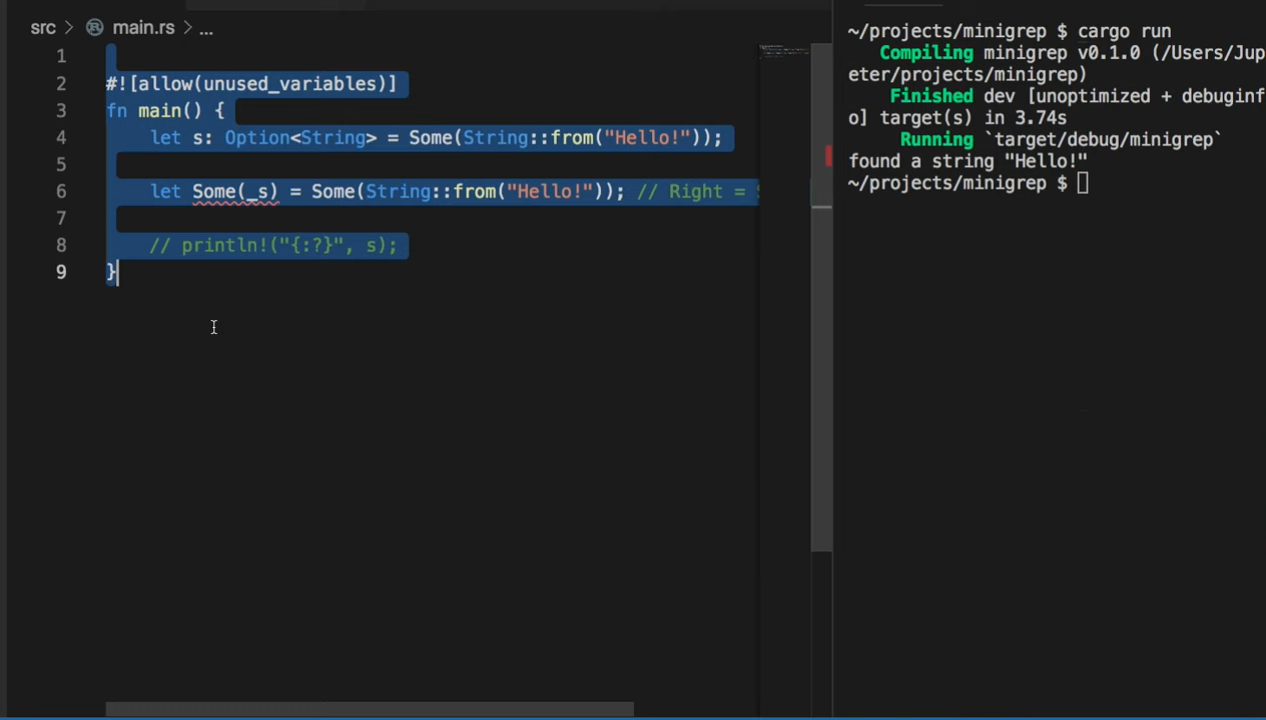 src > main.rs > ...
1
2 #![allow(unused_variables)]
3 fn main() {
4 let s: Option<String> = Some(String::from("Hello!"));
5
6 let Some(_s) = Some(String::from("Hello!")); // Right =
7
8 // println!("{:?}", s);
9 }
~/projects/minigrep $ cargo run
Compiling minigrep v0.1.0 (/Users/Jup
eter/projects/minigrep)
Finished dev [unoptimized + debuginf
o] target(s) in 3.74s
Running `target/debug/minigrep`
found a string "Hello!"
~/projects/minigrep $